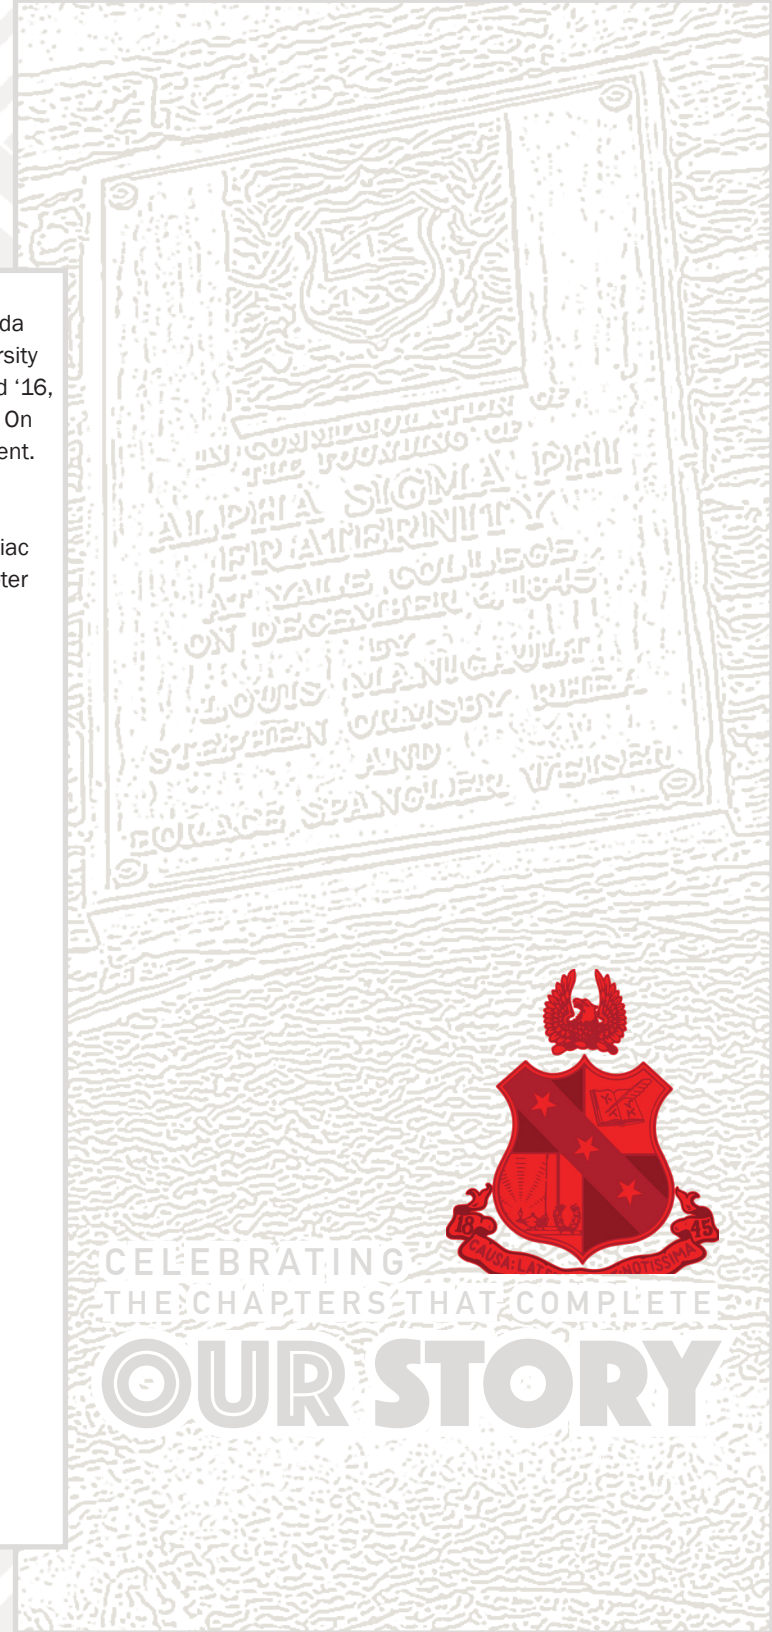 da
rsity
d ‘16,
On
ent.
iac
ter
IN COMMEMORATION OF
THE FOUNDING OF
ALPHA SIGMA PHI
FRATERNITY
AT YALE COLLEGE
ON DECEMBER 6, 1845
BY
LOUIS MANIGAULT
STEPHEN ORMSBY RHEA
AND
HORACE SPANGLER WEISER
18 45
CAUSA: NOTISSIMA
CELEBRATING
THE CHAPTERS THAT COMPLETE
OUR STORY